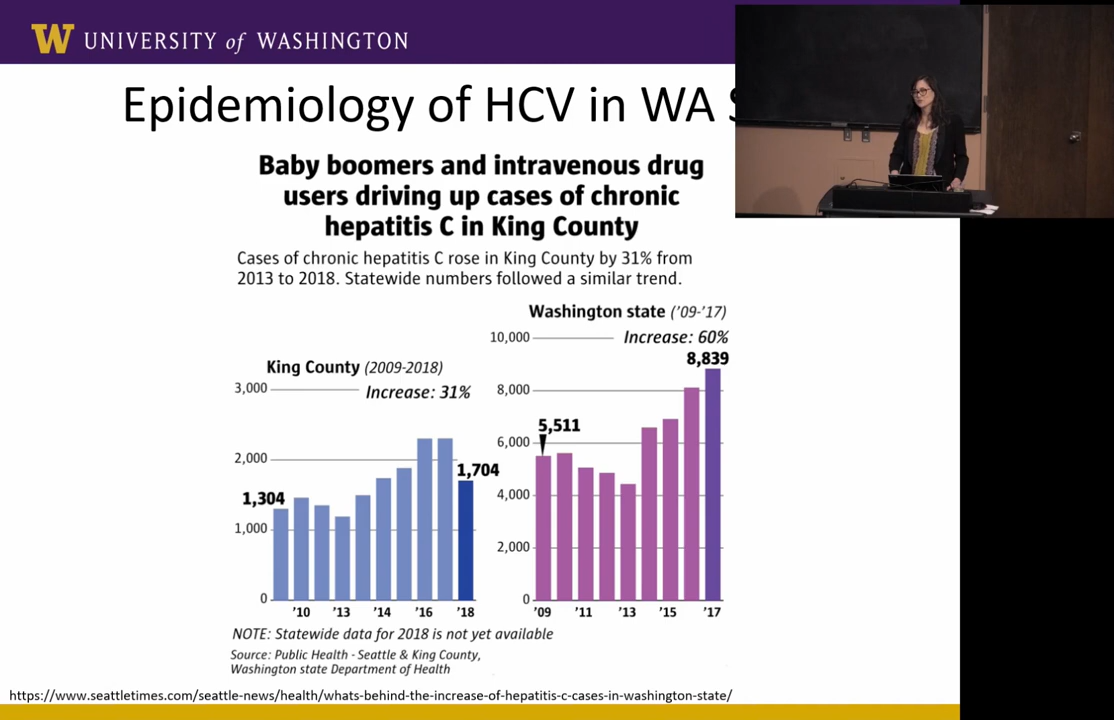 W UNIVERSITY of WASHINGTON
Epidemiology of HCV in WA
Baby boomers and intravenous drug
users driving up cases of chronic
hepatitis C in King County
Cases of chronic hepatitis C rose in King County by 31% from
2013 to 2018. Statewide numbers followed a similar trend.
King County (2009-2018)
Increase: 31%
3,000
2,000
1,000
0
1,304
1,704
'10 '13 '14 '16 '18
Washington state ('09-'17)
Increase: 60%
10,000
8,000
6,000
4,000
2,000
0
5,511
8,839
'09 '11 '13 '15 '17
NOTE: Statewide data for 2018 is not yet available
Source: Public Health - Seattle & King County,
Washington state Department of Health
https://www.seattletimes.com/seattle-news/health/whats-behind-the-increase-of-hepatitis-c-cases-in-washington-state/